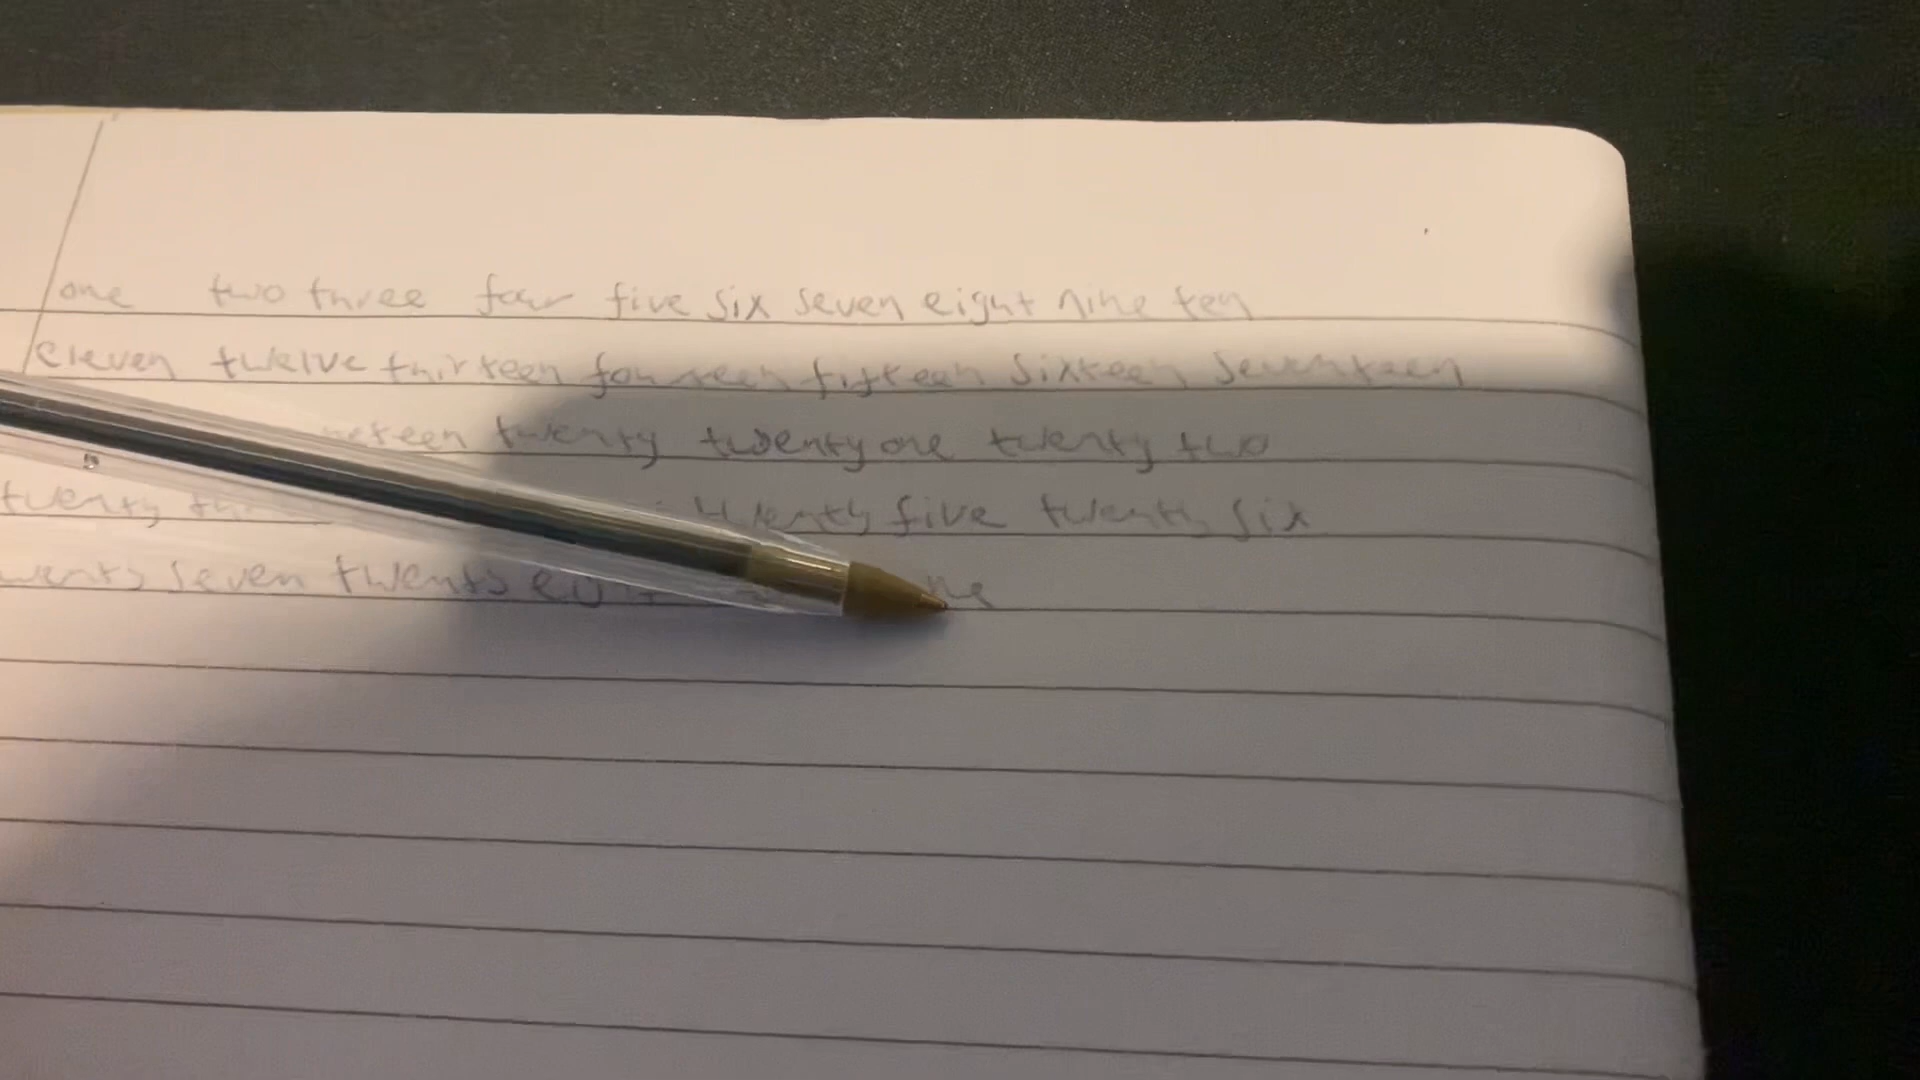 one two three four five six seven eight nine ten
eleven twelve thirteen fourteen fifteen sixteen seventeen
twenty twenty one twenty two
twenty twenty five twenty six
seven twenty